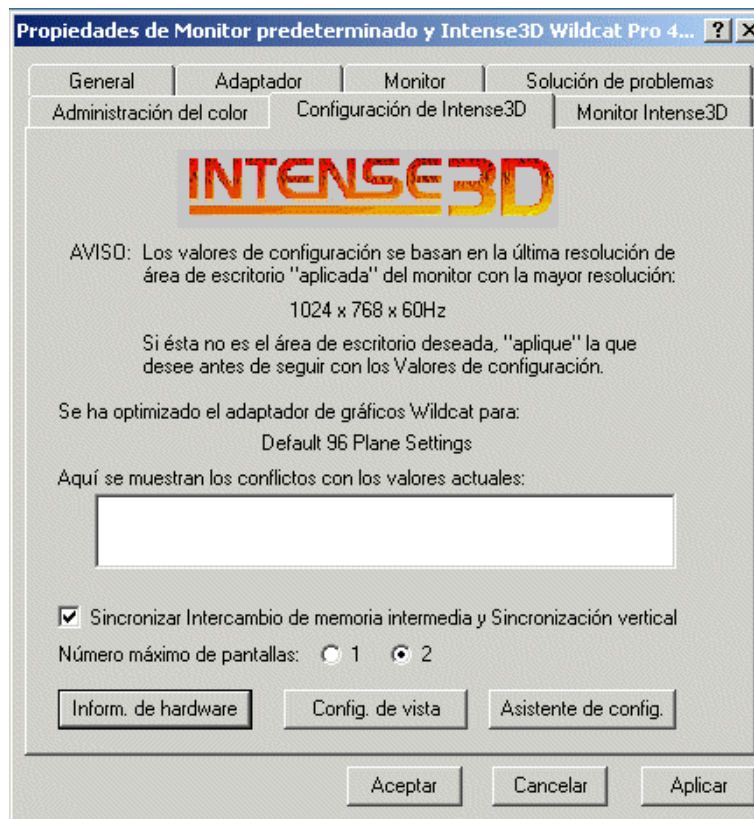 Propiedades de Monitor predeterminado y Intense3D Wildcat Pro 4...
General Adaptador Monitor Solución de problemas
Administración del color Configuración de Intense3D Monitor Intense3D
INTENSE3D
AVISO: Los valores de configuración se basan en la última resolución de
área de escritorio "aplicada" del monitor con la mayor resolución:
1024 x 768 x 60Hz
Si ésta no es el área de escritorio deseada, "aplique" la que
desee antes de seguir con los Valores de configuración.
Se ha optimizado el adaptador de gráficos Wildcat para:
Default 96 Plane Settings
Aquí se muestran los conflictos con los valores actuales:
Sincronizar Intercambio de memoria intermedia y Sincronización vertical
Número máximo de pantallas: 1 2
Inform. de hardware Config. de vista Asistente de config.
Aceptar Cancelar Aplicar